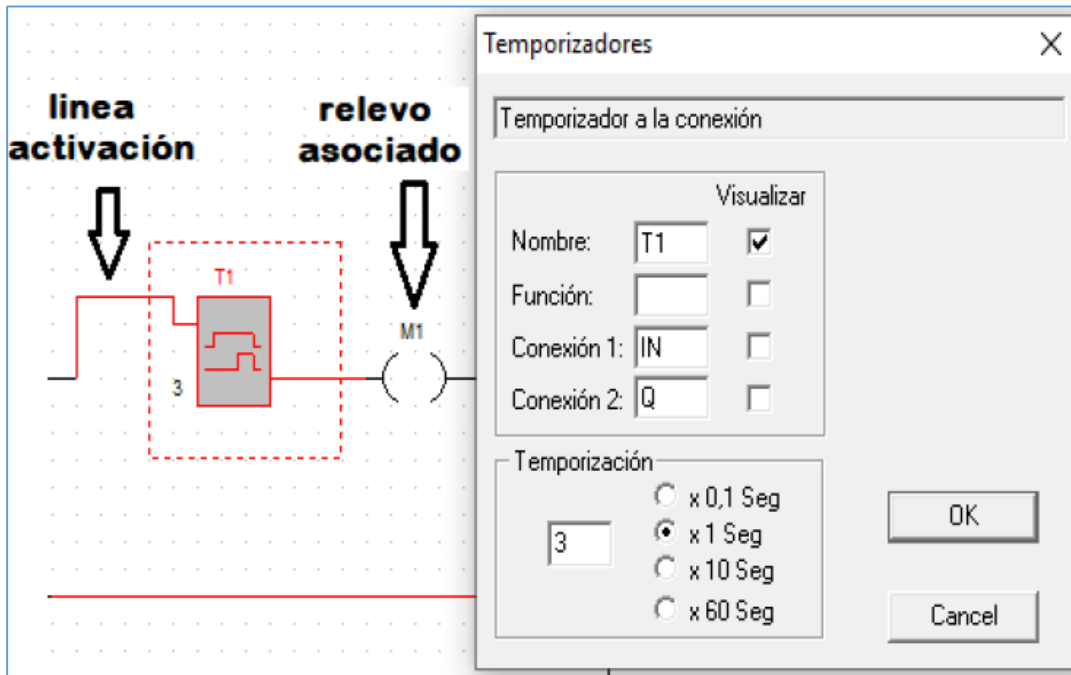 linea
activación
relevo
asociado
T1
3
M1
Temporizadores
Temporizador a la conexión
Visualizar
Nombre: T1
Función:
Conexión 1: IN
Conexión 2: Q
Temporización
3
x 0,1 Seg
x 1 Seg
x 10 Seg
x 60 Seg
OK
Cancel